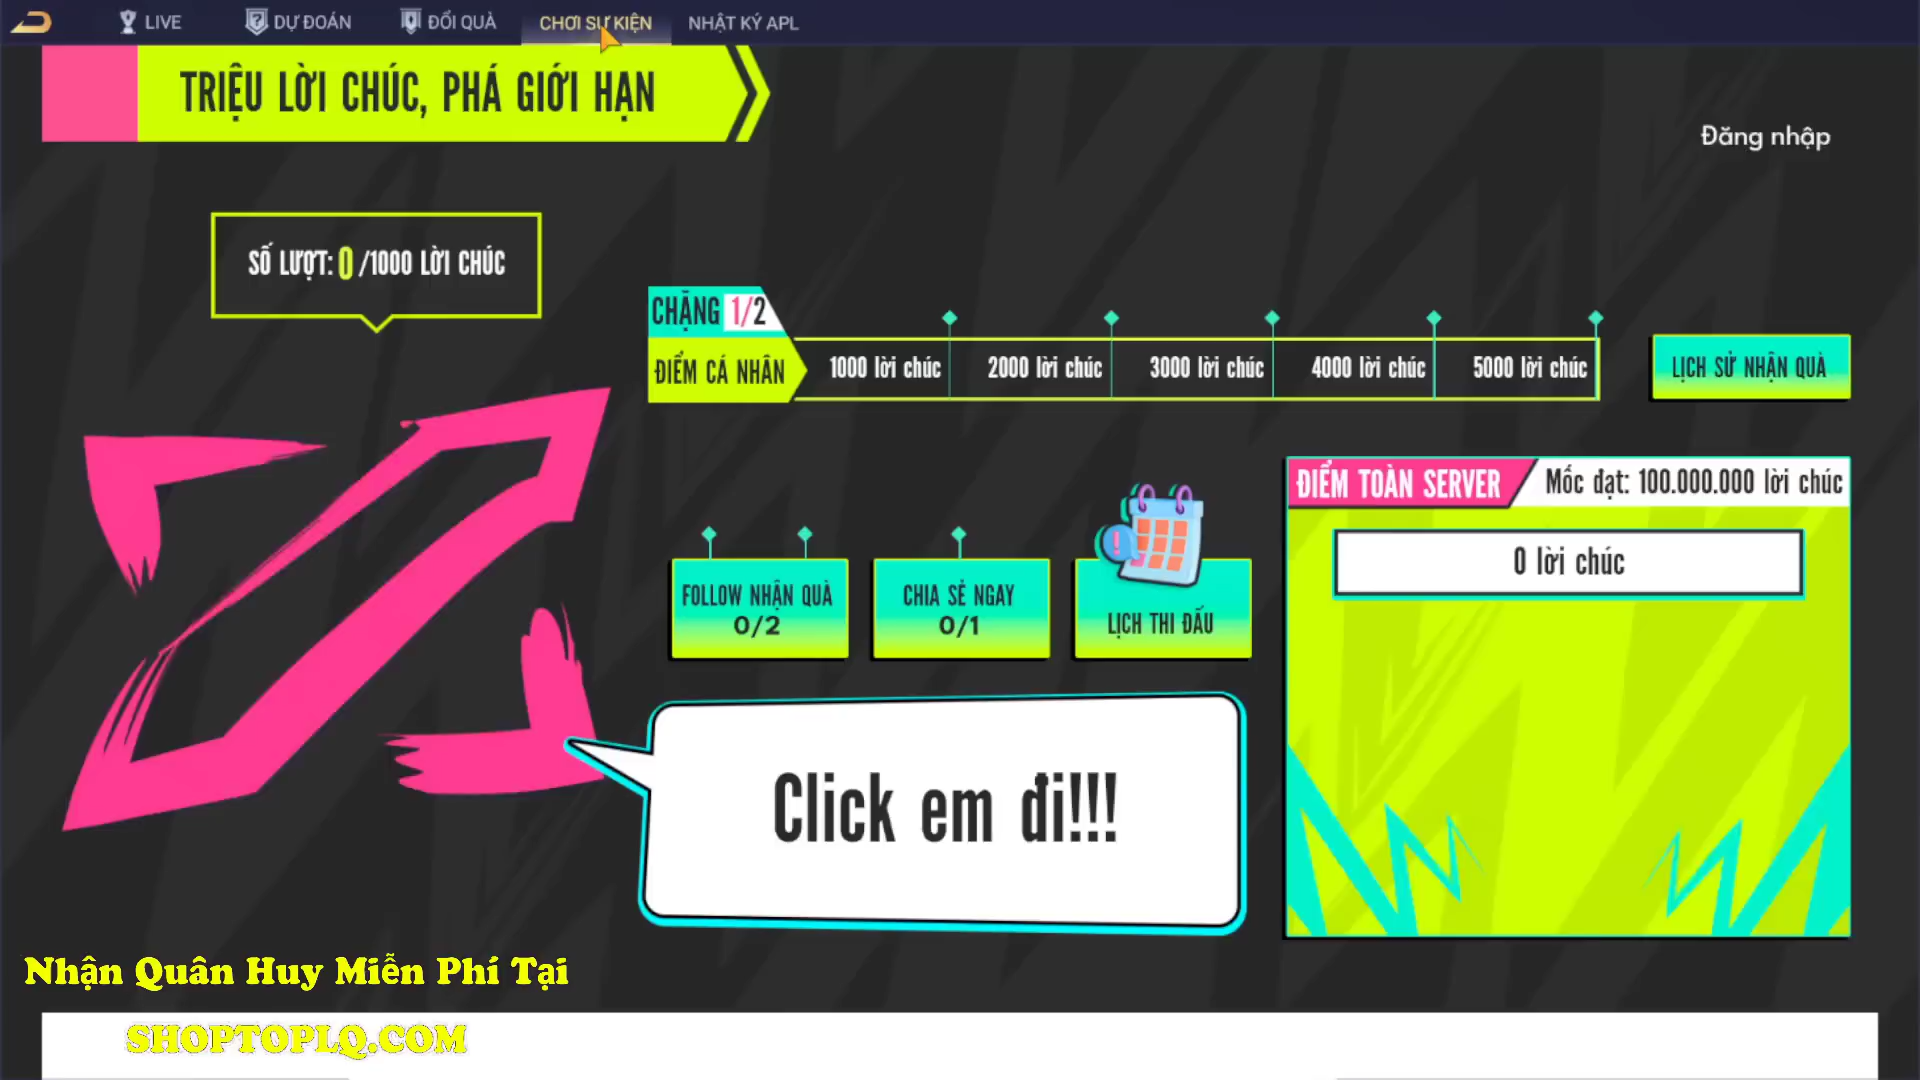 LIVE
DỰ ĐOÁN
ĐỔI QUÀ
CHƠI SỰ KIỆN
NHẬT KÝ APL
TRIỆU LỜI CHÚC, PHÁ GIỚI HẠN
Đăng nhập
SỐ LƯỢT: 0 /1000 LỜI CHÚC
CHẶNG 1/2
ĐIỂM CÁ NHÂN
1000 lời chúc
2000 lời chúc
3000 lời chúc
4000 lời chúc
5000 lời chúc
LỊCH SỬ NHẬN QUÀ
ĐIỂM TOÀN SERVER
Mốc đạt: 100.000.000 lời chúc
0 lời chúc
FOLLOW NHẬN QUÀ
0/2
CHIA SẺ NGAY
0/1
LỊCH THI ĐẤU
Click em đi!!!
Nhận Quân Huy Miễn Phí Tại
SHOPTOPLQ.COM